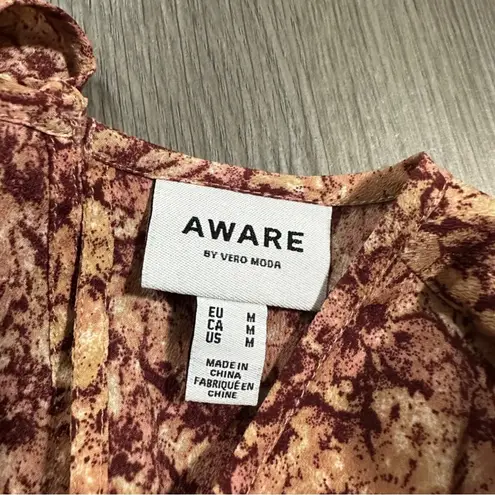 AWARE
BY VERO MODA
EU M
CA M
US M
MADE IN
CHINA
FABRIQUÉ EN
CHINE